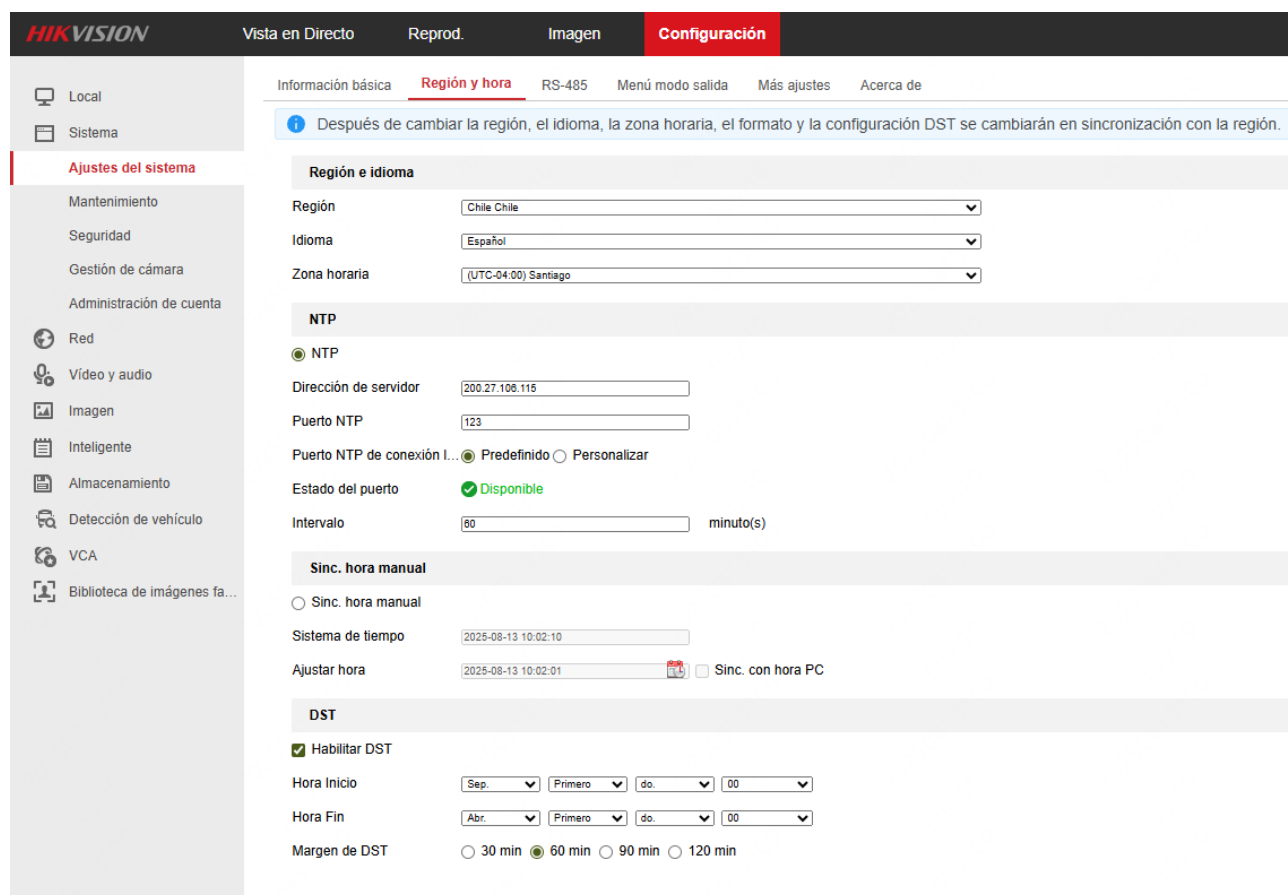 HIKVISION Vista en Directo Reprod. Imagen Configuración
Local
Sistema
Ajustes del sistema
Mantenimiento
Seguridad
Gestión de cámara
Administración de cuenta
Red
Vídeo y audio
Imagen
Inteligente
Almacenamiento
Detección de vehículo
VCA
Biblioteca de imágenes fa...
Información básica Región y hora RS-485 Menú modo salida Más ajustes Acerca de
Después de cambiar la región, el idioma, la zona horaria, el formato y la configuración DST se cambiarán en sincronización con la región.
Región e idioma
Región Chile Chile
Idioma Español
Zona horaria (UTC-04:00) Santiago
NTP
NTP
Dirección de servidor 200.27.106.115
Puerto NTP 123
Puerto NTP de conexión l... Predefinido Personalizar
Estado del puerto Disponible
Intervalo 60 minuto(s)
Sinc. hora manual
Sinc. hora manual
Sistema de tiempo 2025-08-13 10:02:10
Ajustar hora 2025-08-13 10:02:01 Sinc. con hora PC
DST
Habilitar DST
Hora Inicio Sep. Primero do. 00
Hora Fin Abr. Primero do. 00
Margen de DST 30 min 60 min 90 min 120 min